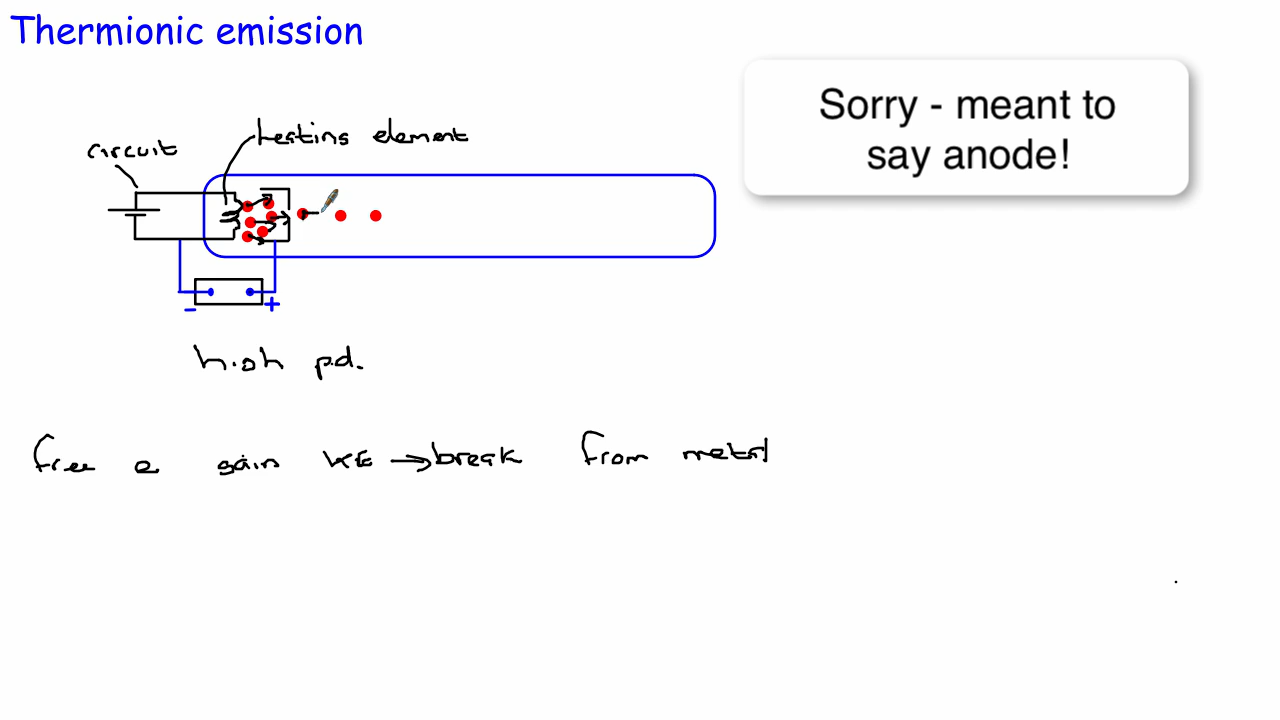 Thermionic emission
Sorry - meant to
say anode!
circuit
heating element
- +
high p.d.
free e gain KE → break from metal